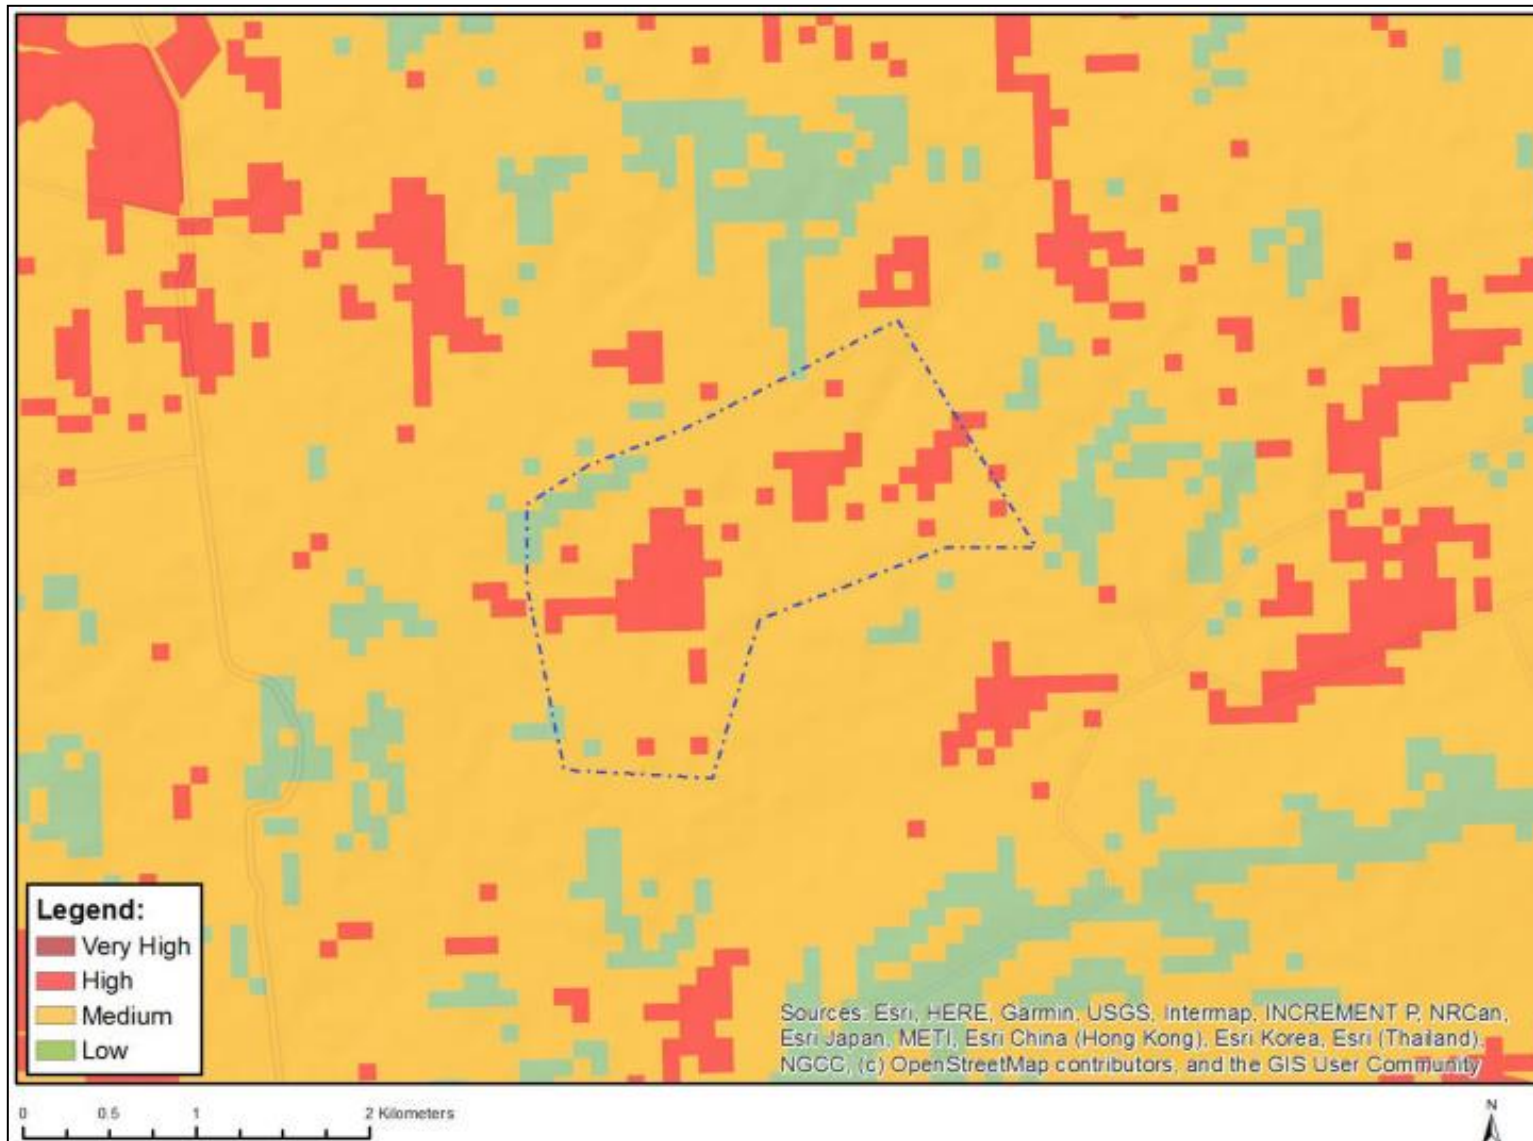 Legend:
Very High
High
Medium
Low
Sources: Esri, HERE, Garmin, USGS, Intermap, INCREMENT P, NRCan,
Esri Japan, METI, Esri China (Hong Kong), Esri Korea, Esri (Thailand),
NGCC, (c) OpenStreetMap contributors, and the GIS User Community
0 0.5 1 2 Kilometers
N